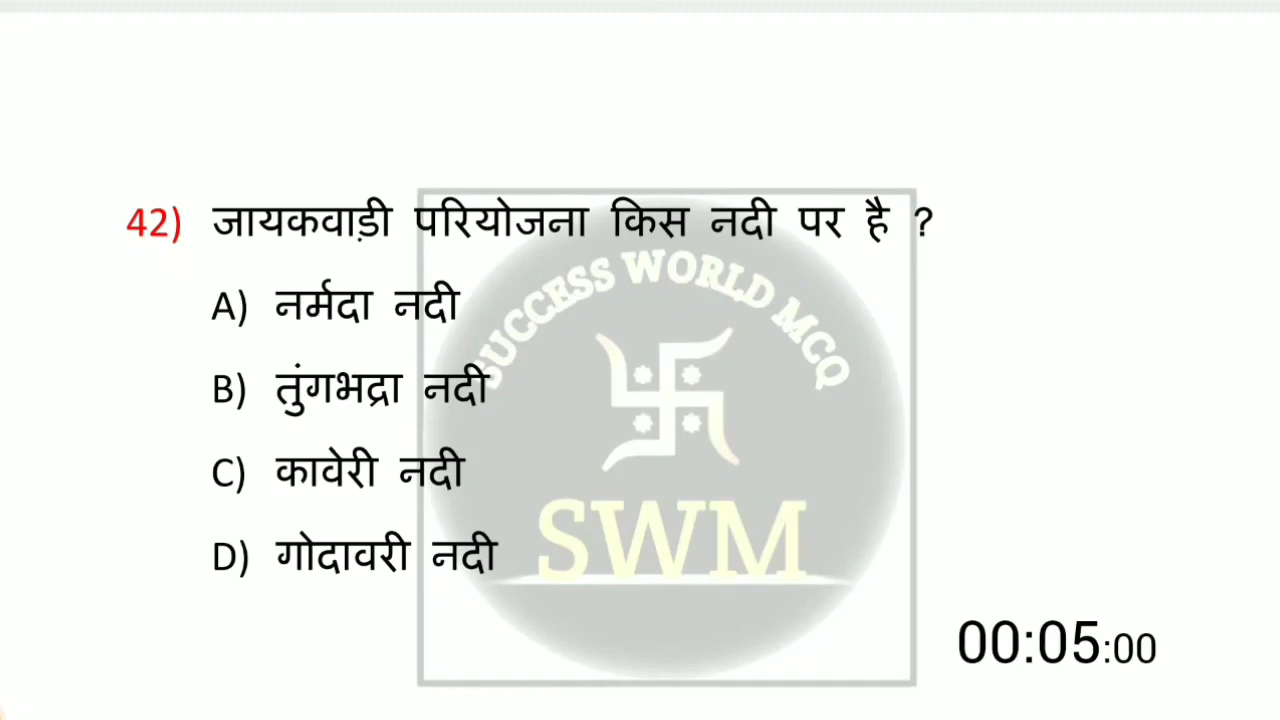 42) जायकवाड़ी परियोजना किस नदी पर है ?
A) नर्मदा नदी
B) तुंगभद्रा नदी
C) कावेरी नदी
D) गोदावरी नदी
SUCCESS WORLD MCQ
SWM
00:05:00